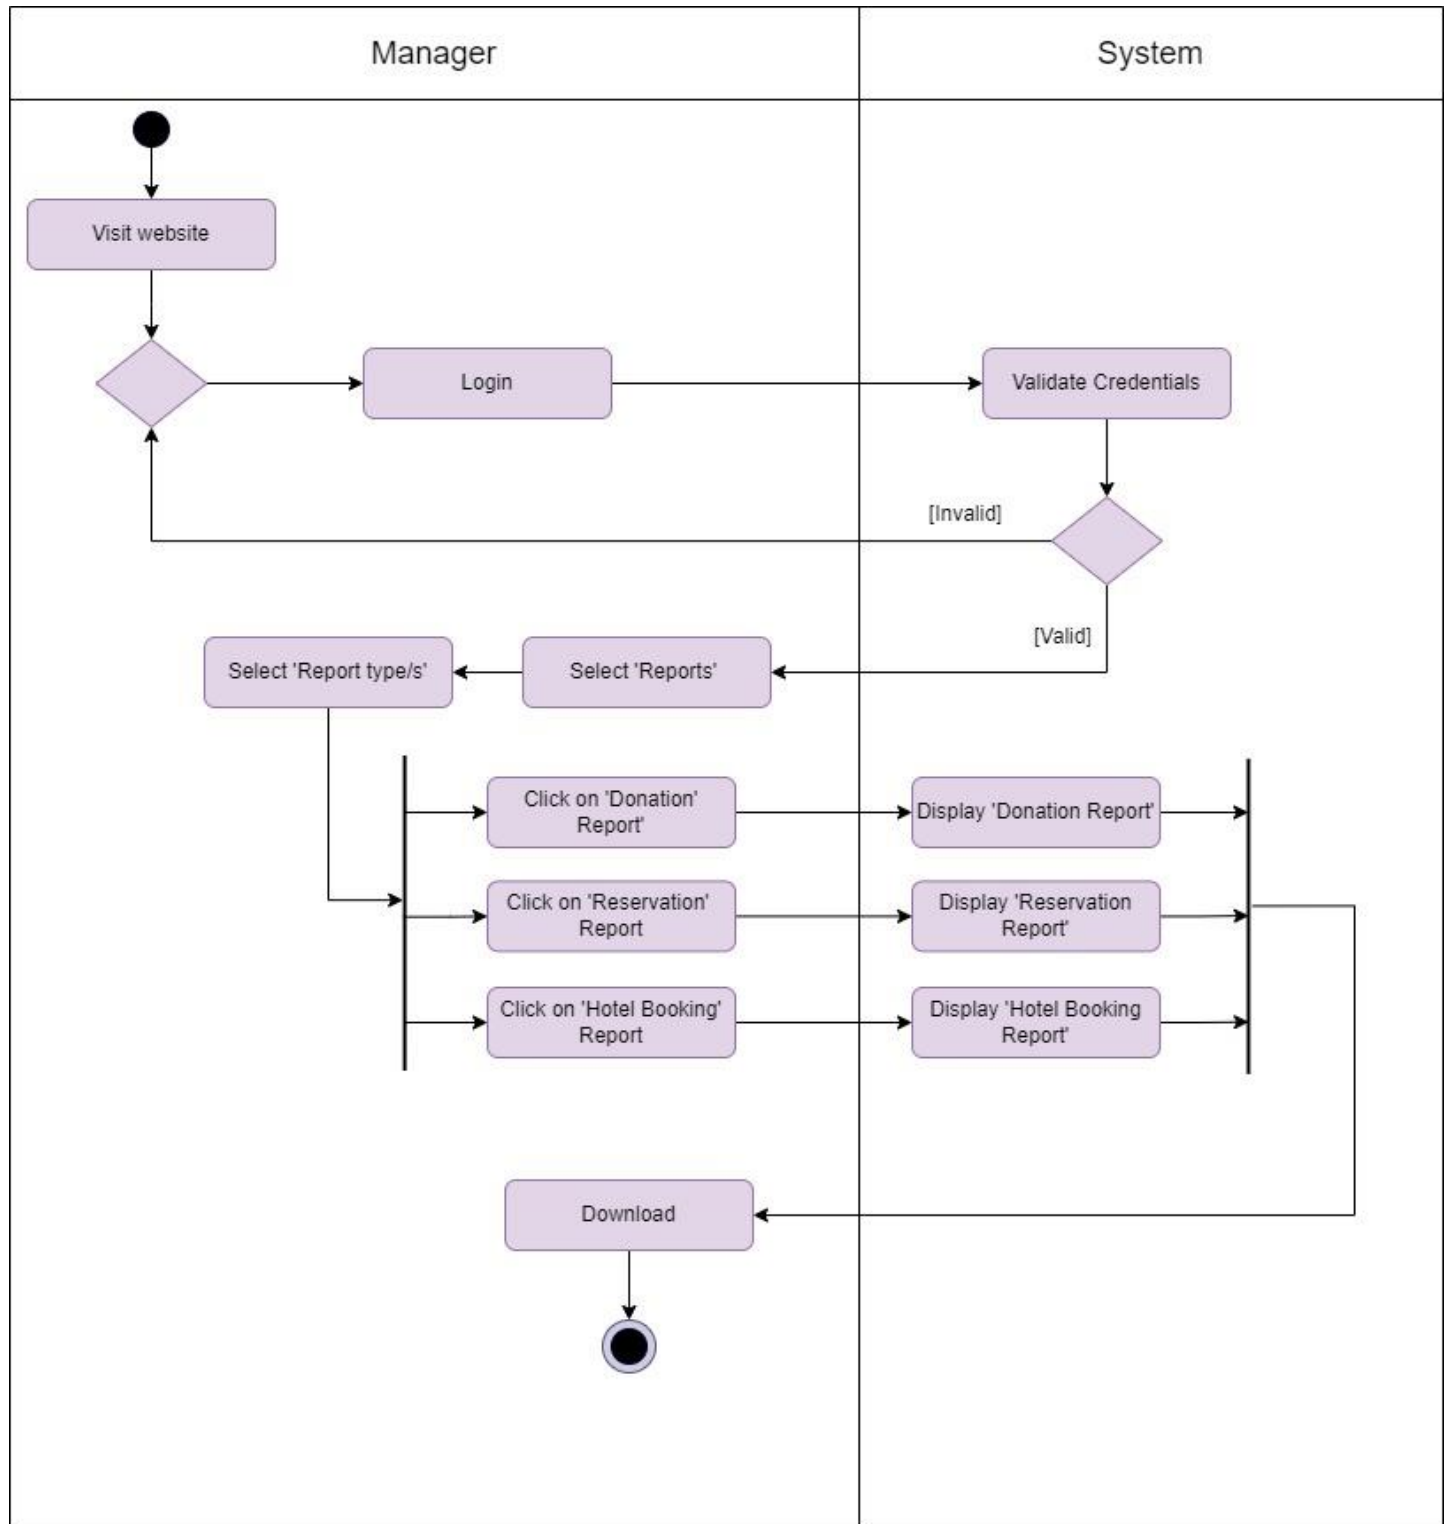 Manager
System
Visit website
Login
Validate Credentials
[Invalid]
[Valid]
Select 'Report type/s'
Select 'Reports'
Click on 'Donation'
Report'
Display 'Donation Report'
Click on 'Reservation'
Report
Display 'Reservation
Report'
Click on 'Hotel Booking'
Report
Display 'Hotel Booking
Report'
Download